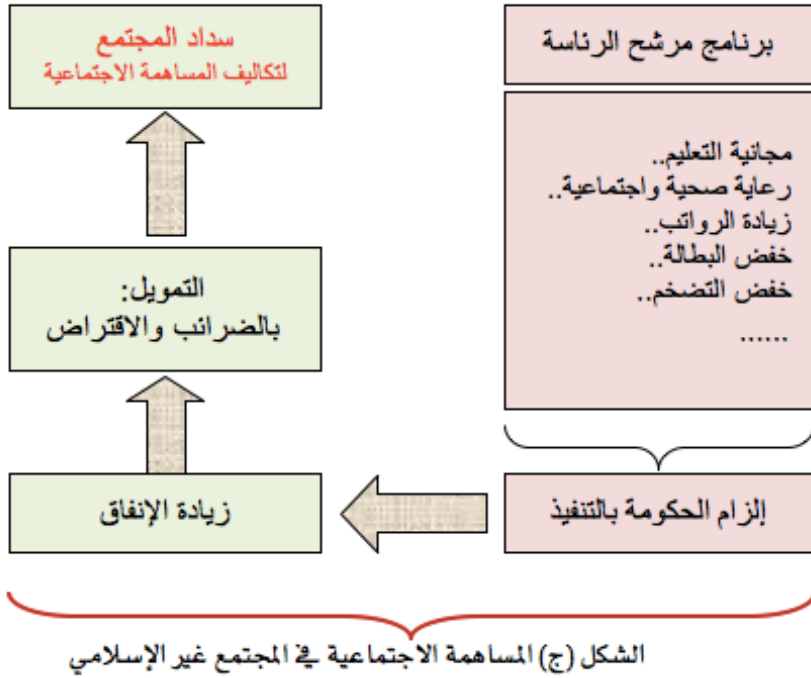 برنامج مرشح الرئاسة
مجانية التعليم..
رعاية صحية واجتماعية..
زيادة الرواتب..
خفض البطالة..
خفض التضخم..
......
إلزام الحكومة بالتنفيذ
زيادة الإنفاق
التمويل:
بالضرائب والاقتراض
سداد المجتمع
لتكاليف المساهمة الاجتماعية
الشكل (ج) المساهمة الاجتماعية في المجتمع غير الإسلامي